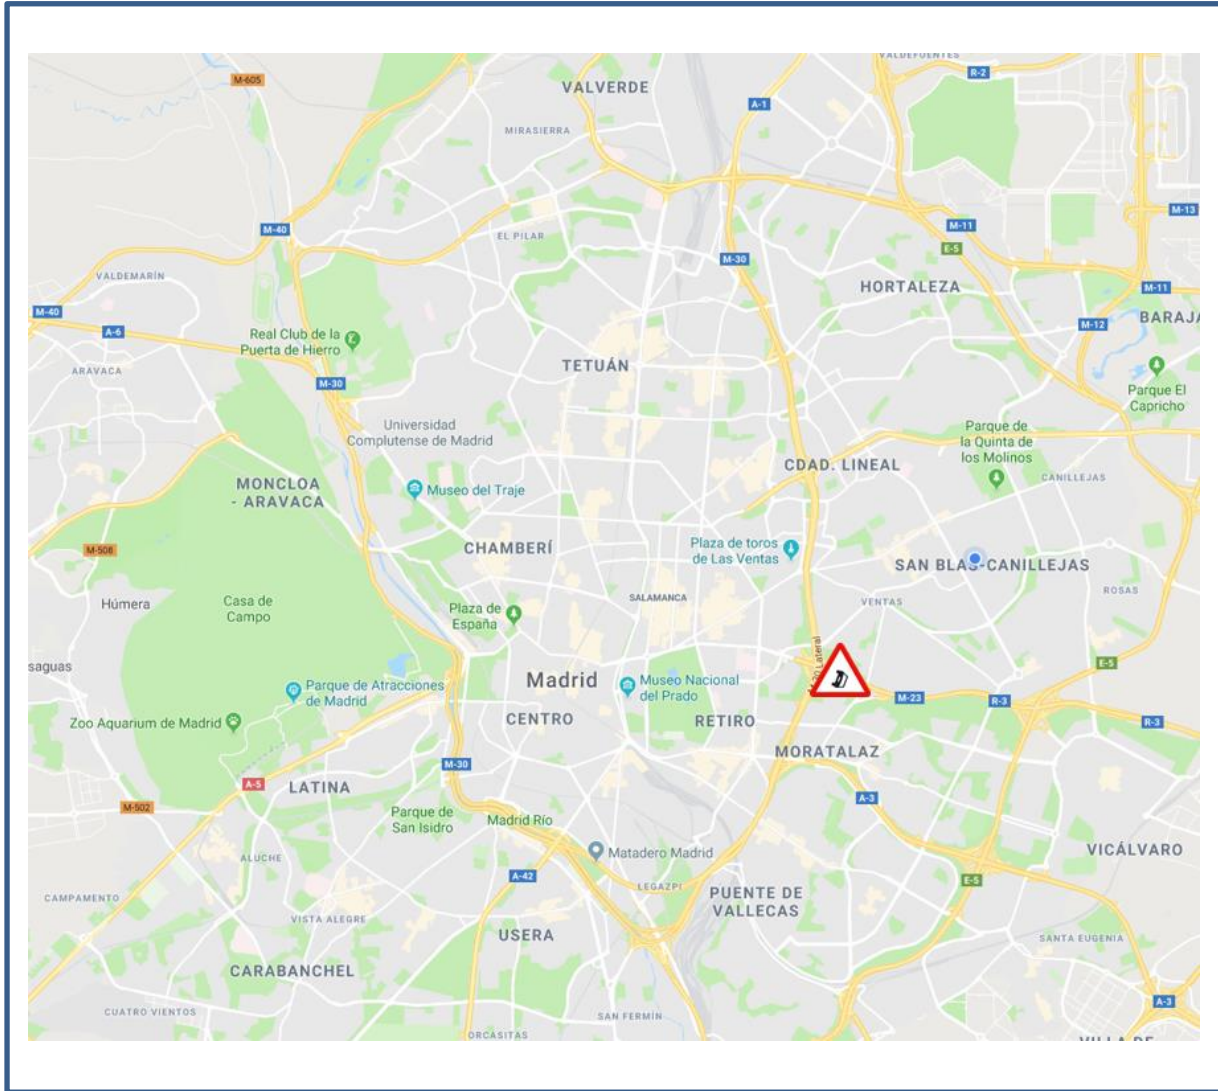 VALDEFUENTES
R-2
M-605
VALVERDE
A-1
MIRASIERRA
M-13
M-11
M-40
EL PILAR
E-5
M-30
VALDEMARÍN
HORTALEZA
M-11
M-40
BARAJA
M-12
A-6
Real Club de la
Puerta de Hierro
TETUÁN
ARAVACA
M-30
Parque El
Capricho
Universidad
Complutense de Madrid
Parque de
la Quinta de
los Molinos
CDAD. LINEAL
CANILLEJAS
MONCLOA
- ARAVACA
Museo del Traje
CHAMBERÍ
Plaza de toros
de Las Ventas
M-508
SAN BLAS-CANILLEJAS
ROSAS
Húmera
Casa de
Campo
SALAMANCA
VENTAS
Plaza de
España
saguas
Lateral
E-5
Madrid
Museo Nacional
del Prado
Parque de Atracciones
de Madrid
M-23
R-3
Zoo Aquarium de Madrid
CENTRO
RETIRO
R-3
MORATALAZ
M-30
A-5
LATINA
A-3
M-502
Parque de
San Isidro
Madrid Río
Matadero Madrid
VICÁLVARO
ALUCHE
A-42
LEGAZPI
E-5
CAMPAMENTO
PUENTE DE
VALLECAS
VISTA ALEGRE
USERA
SANTA EUGENIA
CARABANCHEL
A-3
CUATRO VIENTOS
SAN FERMÍN
ORCASITAS
VILLA DE